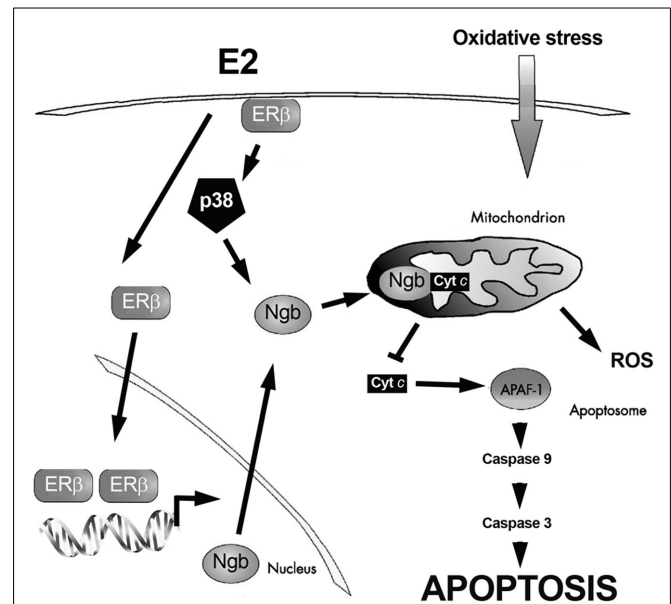 Oxidative stress
E2
ERβ
p38
Mitochondrion
Ngb
Cyt c
ERβ
Ngb
ROS
Cyt c
APAF-1
Apoptosome
Caspase 9
ERβ
ERβ
Caspase 3
Ngb
Nucleus
APOPTOSIS